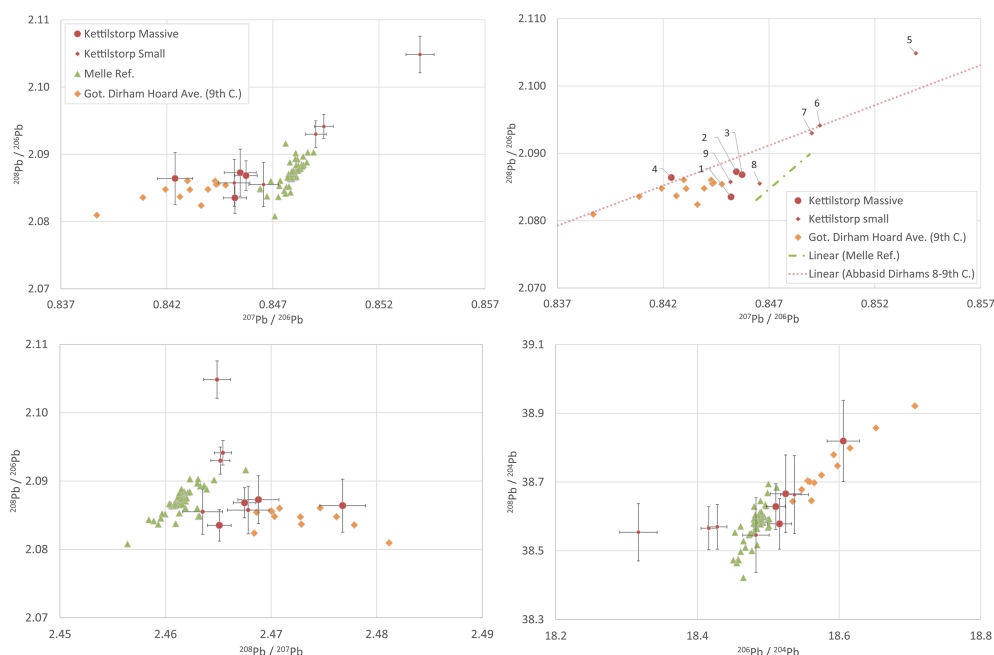 2.11
2.10
2.09
2.08
2.07
0.837
0.842
0.847
0.852
0.857
²⁰⁸Pb / ²⁰⁶Pb
²⁰⁷Pb / ²⁰⁶Pb
Kettilstorp Massive
Kettilstorp Small
Melle Ref.
Got. Dirham Hoard Ave. (9th C.)
2.110
2.100
2.090
2.080
2.070
0.837
0.842
0.847
0.852
0.857
²⁰⁸Pb / ²⁰⁶Pb
²⁰⁷Pb / ²⁰⁶Pb
5
6
7
3
2
9
1
8
4
Kettilstorp Massive
Kettilstorp small
Got. Dirham Hoard Ave. (9th C.)
Linear (Melle Ref.)
Linear (Abbasid Dirhams 8-9th C.)
2.11
2.10
2.09
2.08
2.07
2.45
2.46
2.47
2.48
2.49
²⁰⁸Pb / ²⁰⁶Pb
²⁰⁸Pb / ²⁰⁷Pb
39.1
38.9
38.7
38.5
38.3
18.2
18.4
18.6
18.8
²⁰⁸Pb / ²⁰⁴Pb
²⁰⁶Pb / ²⁰⁴Pb